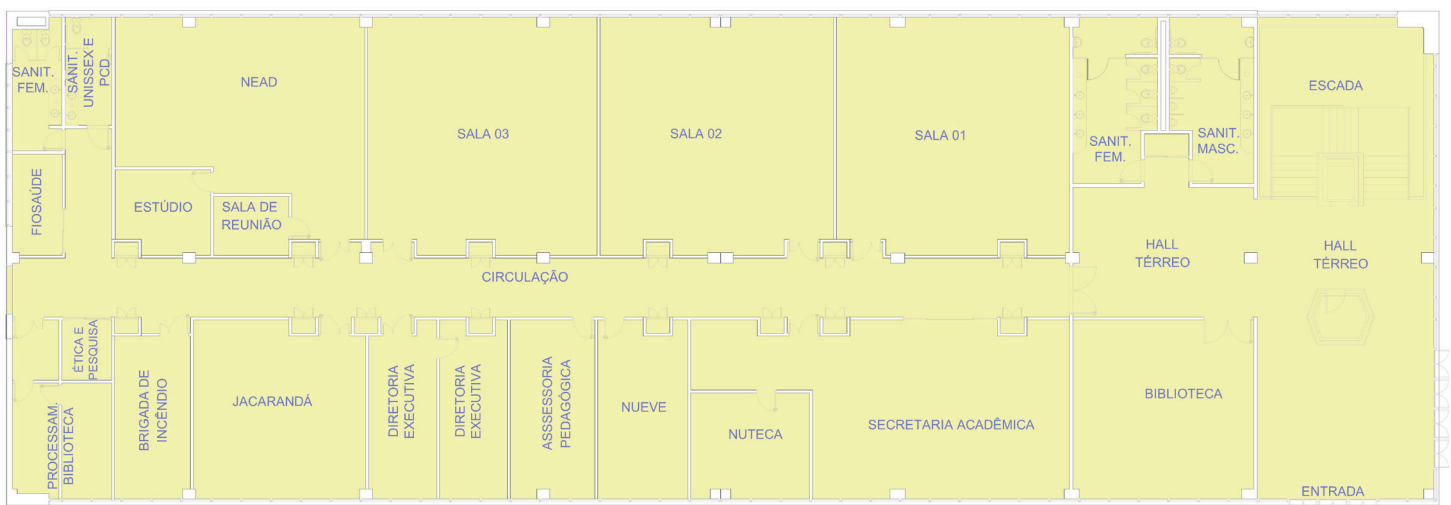 SANIT.
FEM.
SANIT.
UNISSEX E
PCD
NEAD
SALA 03
SALA 02
SALA 01
SANIT.
FEM.
SANIT.
MASC.
ESCADA
FIOSAÚDE
ESTÚDIO
SALA DE
REUNIÃO
HALL
TÉRREO
HALL
TÉRREO
CIRCULAÇÃO
ÉTICA E
PESQUISA
PROCESSAM.
BIBLIOTECA
BRIGADA DE
INCÊNDIO
JACARANDÁ
DIRETORIA
EXECUTIVA
DIRETORIA
EXECUTIVA
ASSSESSORIA
PEDAGÓGICA
NUEVE
NUTECA
SECRETARIA ACADÊMICA
BIBLIOTECA
ENTRADA